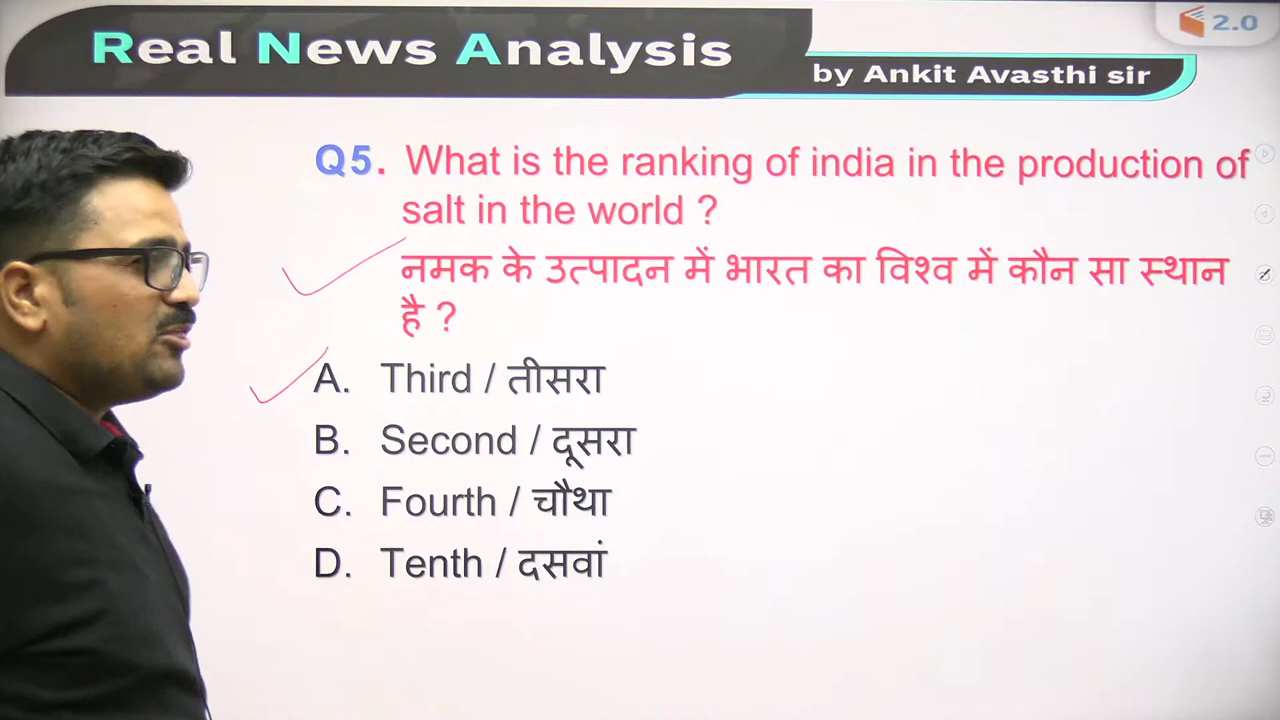 2.0
Real News Analysis
by Ankit Avasthi sir
Q5. What is the ranking of india in the production of
salt in the world ?
नमक के उत्पादन में भारत का विश्व में कौन सा स्थान
है ?
A. Third / तीसरा
B. Second / दूसरा
C. Fourth / चौथा
D. Tenth / दसवां